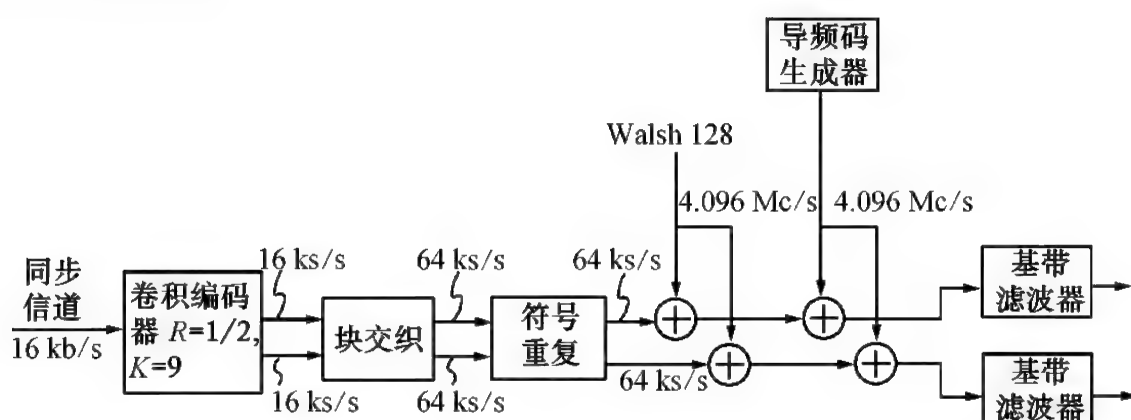 导频码
生成器
Walsh 128
4.096 Mc/s
4.096 Mc/s
同步
信道
16 kb/s
卷积编码
器 R=1/2,
K=9
16 ks/s
16 ks/s
块交织
64 ks/s
64 ks/s
符号
重复
64 ks/s
64 ks/s
基带
滤波器
基带
滤波器